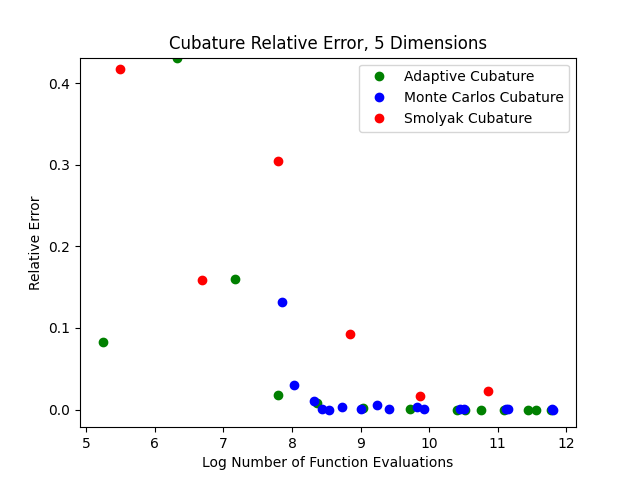 Cubature Relative Error, 5 Dimensions
Adaptive Cubature
Monte Carlos Cubature
Smolyak Cubature
Relative Error
0.4
0.3
0.2
0.1
0.0
5 6 7 8 9 10 11 12
Log Number of Function Evaluations